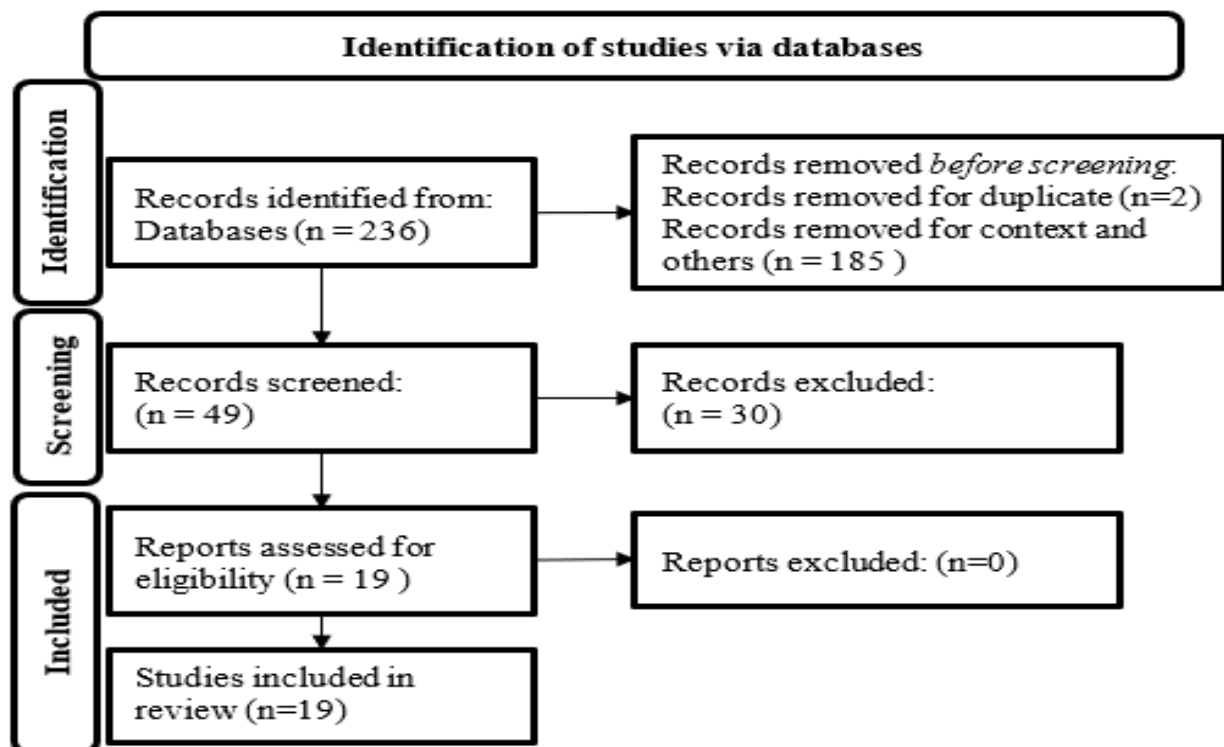 Identification of studies via databases
Identification
Records identified from:
Databases (n = 236)
Records removed before screening:
Records removed for duplicate (n=2)
Records removed for context and
others (n = 185 )
Screening
Records screened:
(n = 49)
Records excluded:
(n = 30)
Included
Reports assessed for
eligibility (n = 19 )
Reports excluded: (n=0)
Studies included in
review (n=19)